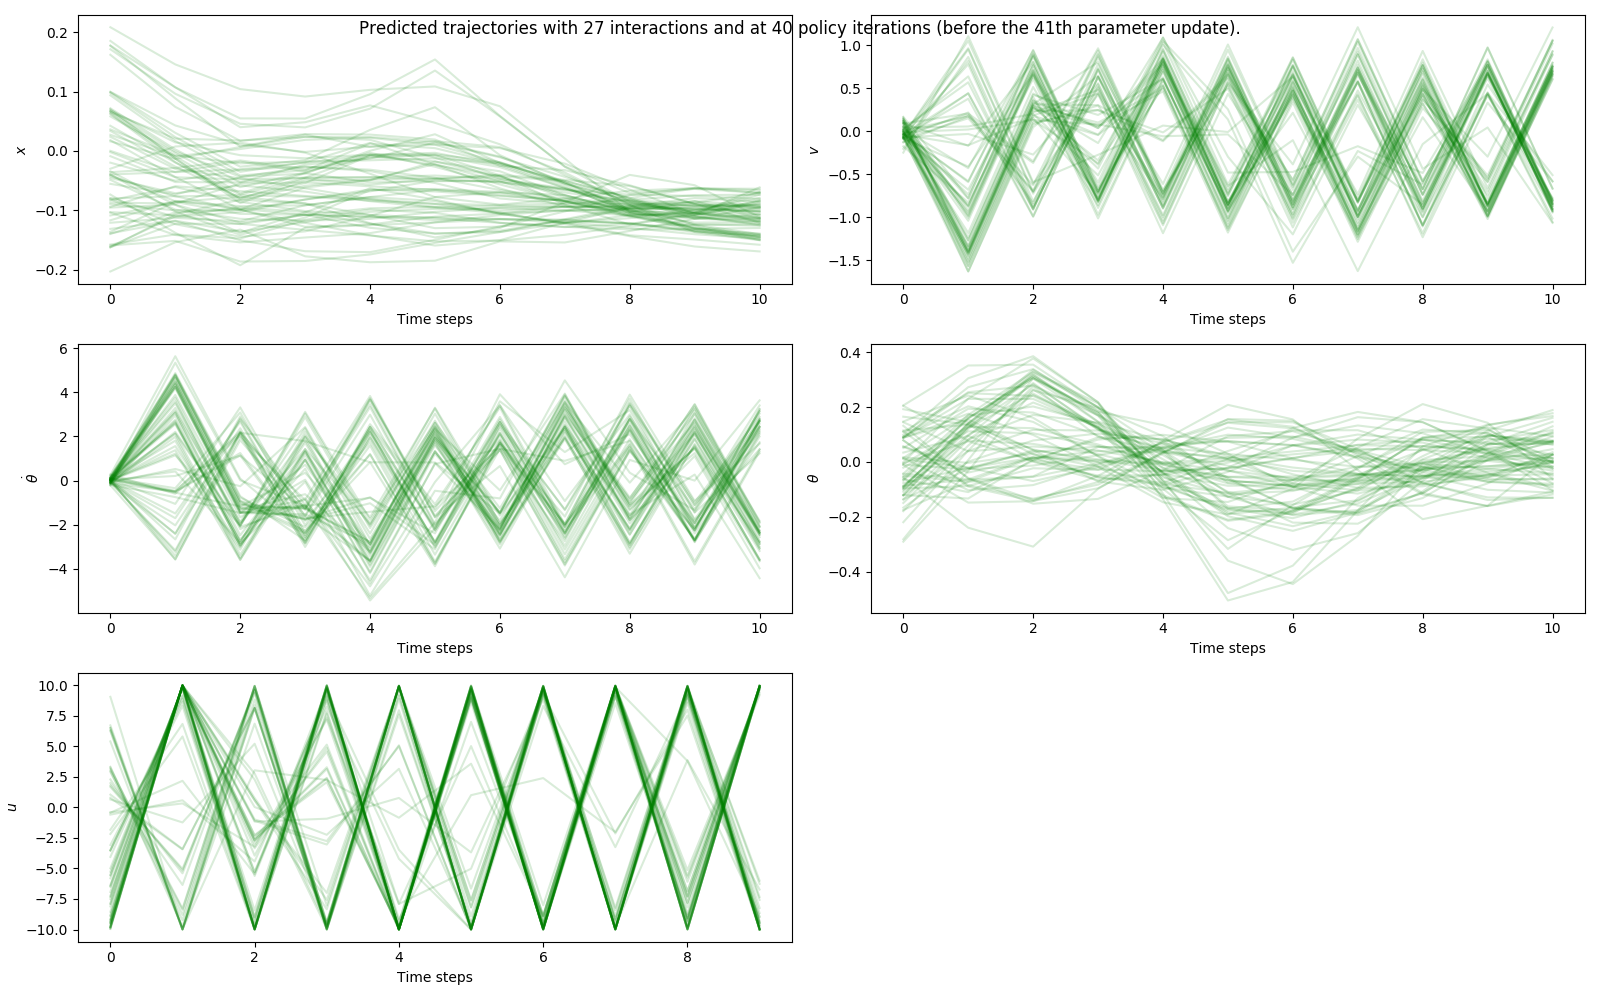 Predicted trajectories with 27 interactions and at 40 policy iterations (before the 41th parameter update).
0.2
0.1
0.0
−0.1
−0.2
x
0 2 4 6 8 10
Time steps
1.0
0.5
0.0
−0.5
−1.0
−1.5
v
0 2 4 6 8 10
Time steps
6
4
2
0
−2
−4
θ̇
0 2 4 6 8 10
Time steps
0.4
0.2
0.0
−0.2
−0.4
θ
0 2 4 6 8 10
Time steps
10.0
7.5
5.0
2.5
0.0
−2.5
−5.0
−7.5
−10.0
u
0 2 4 6 8
Time steps